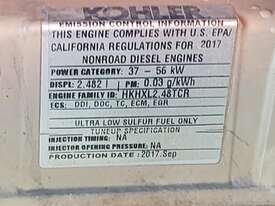 KOHLER
EMISSION CONTROL INFORMATION
THIS ENGINE COMPLIES WITH U.S. EPA/
CALIFORNIA REGULATIONS FOR 2017
NONROAD DIESEL ENGINES
POWER CATEGORY: 37 - 56 kW
DISPL: 2.482 l PM: 0.03 g/kWh
ENGINE FAMILY ID: HKHXL2.48TCR
ECS: DDI, DOC, TC, ECM, EGR
ULTRA LOW SULFUR FUEL ONLY
TUNEUP SPECIFICATION
INJECTION TIMING: NA
INJECTOR OPENING PRESSURE: NA
PRODUCTION DATE : 2017.Sep